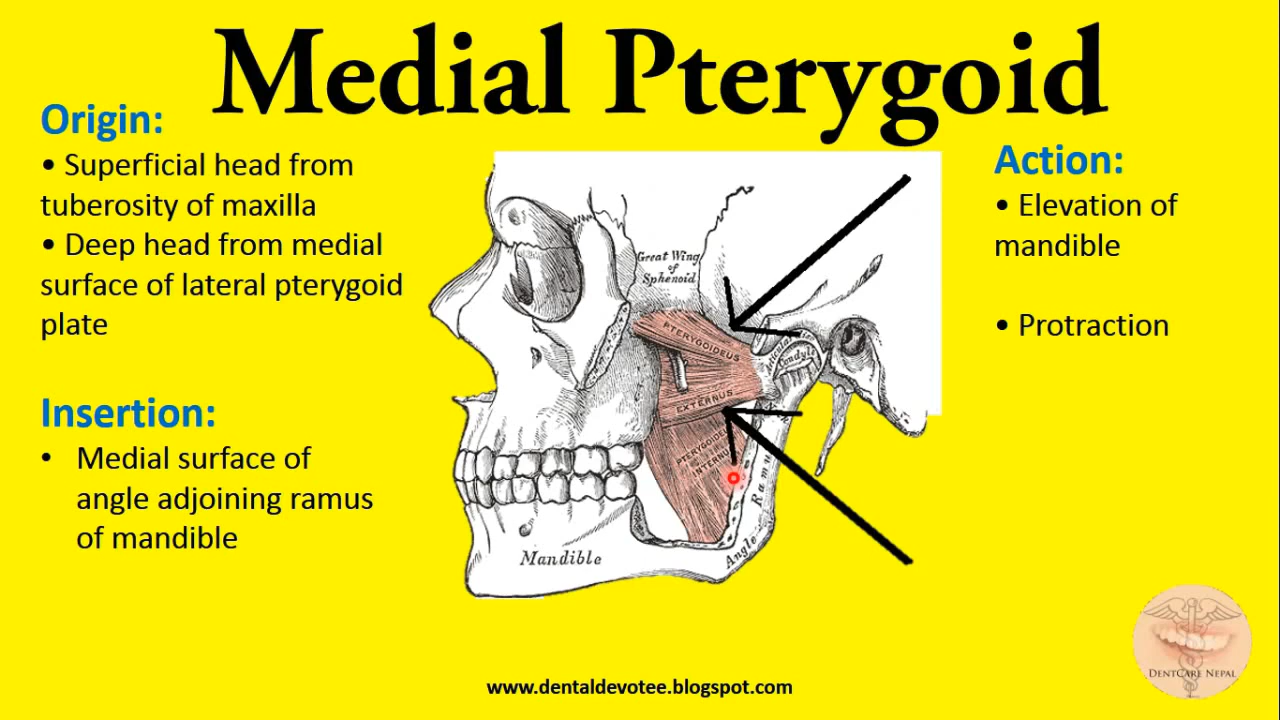 Medial Pterygoid
Origin:
• Superficial head from
tuberosity of maxilla
• Deep head from medial
surface of lateral pterygoid
plate
Insertion:
• Medial surface of
angle adjoining ramus
of mandible
Great Wing
of
Sphenoid
PTERYGOIDEUS
EXTERNUS
Condyle
PTERYGOIDEUS
INTERNUS
Ramus
Angle
Mandible
Action:
• Elevation of
mandible
• Protraction
DENTCARE NEPAL
www.dentaldevotee.blogspot.com